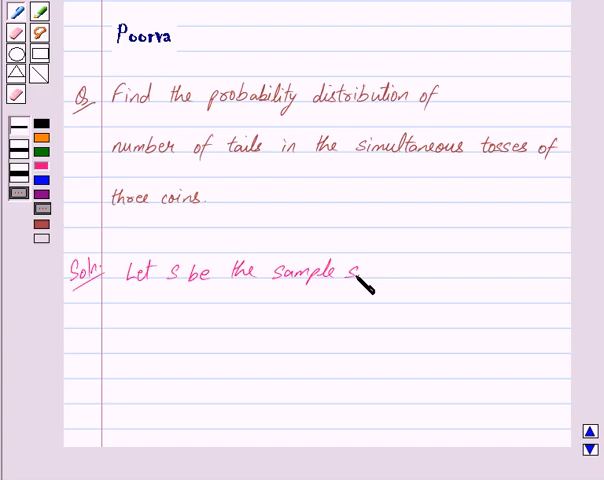 Poorva
Q Find the probability distribution of
number of tails in the simultaneous tosses of
three coins.
Soln: Let S be the sample s